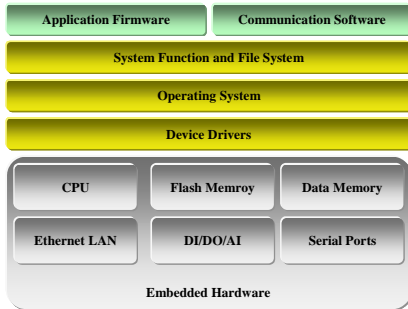 Application Firmware Communication Software
System Function and File System
Operating System
Device Drivers
CPU Flash Memroy Data Memory
Ethernet LAN DI/DO/AI Serial Ports
Embedded Hardware